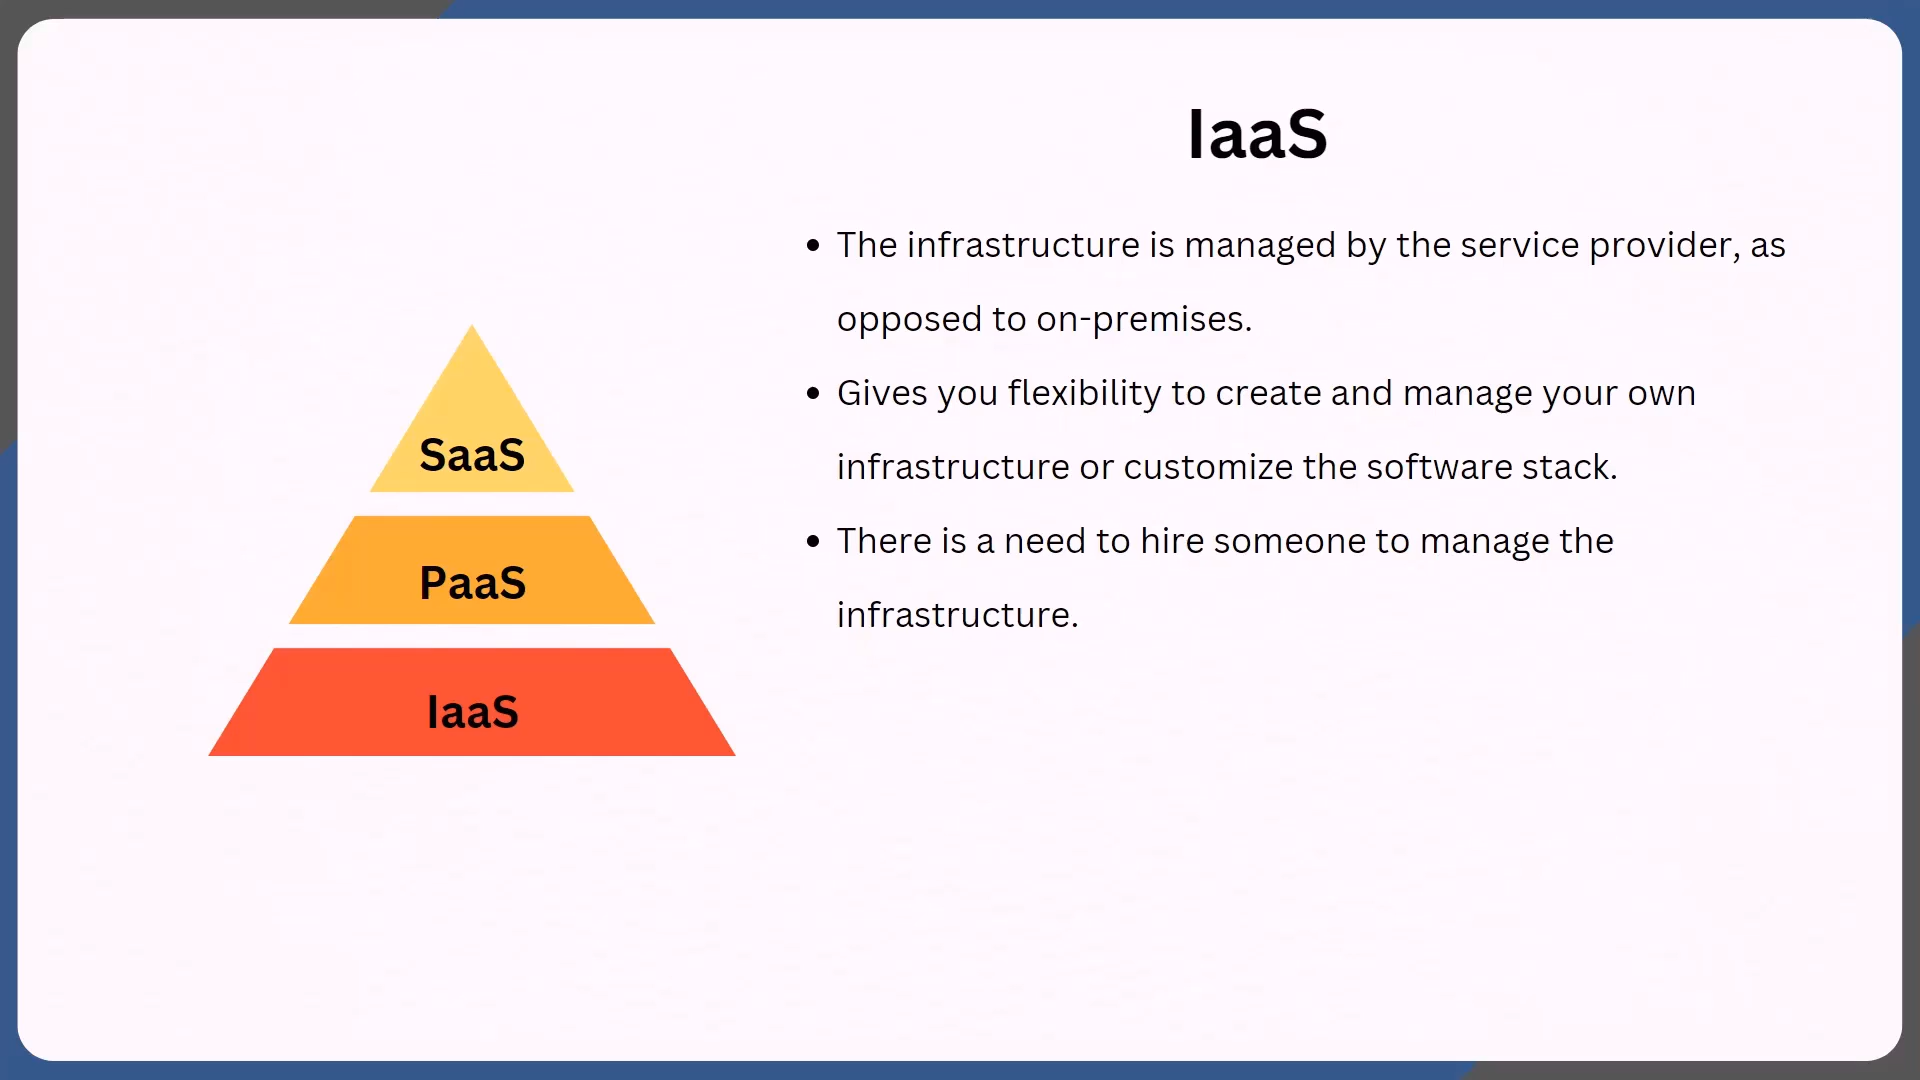 IaaS
• The infrastructure is managed by the service provider, as
opposed to on-premises.
• Gives you flexibility to create and manage your own
infrastructure or customize the software stack.
• There is a need to hire someone to manage the
infrastructure.
SaaS
PaaS
IaaS